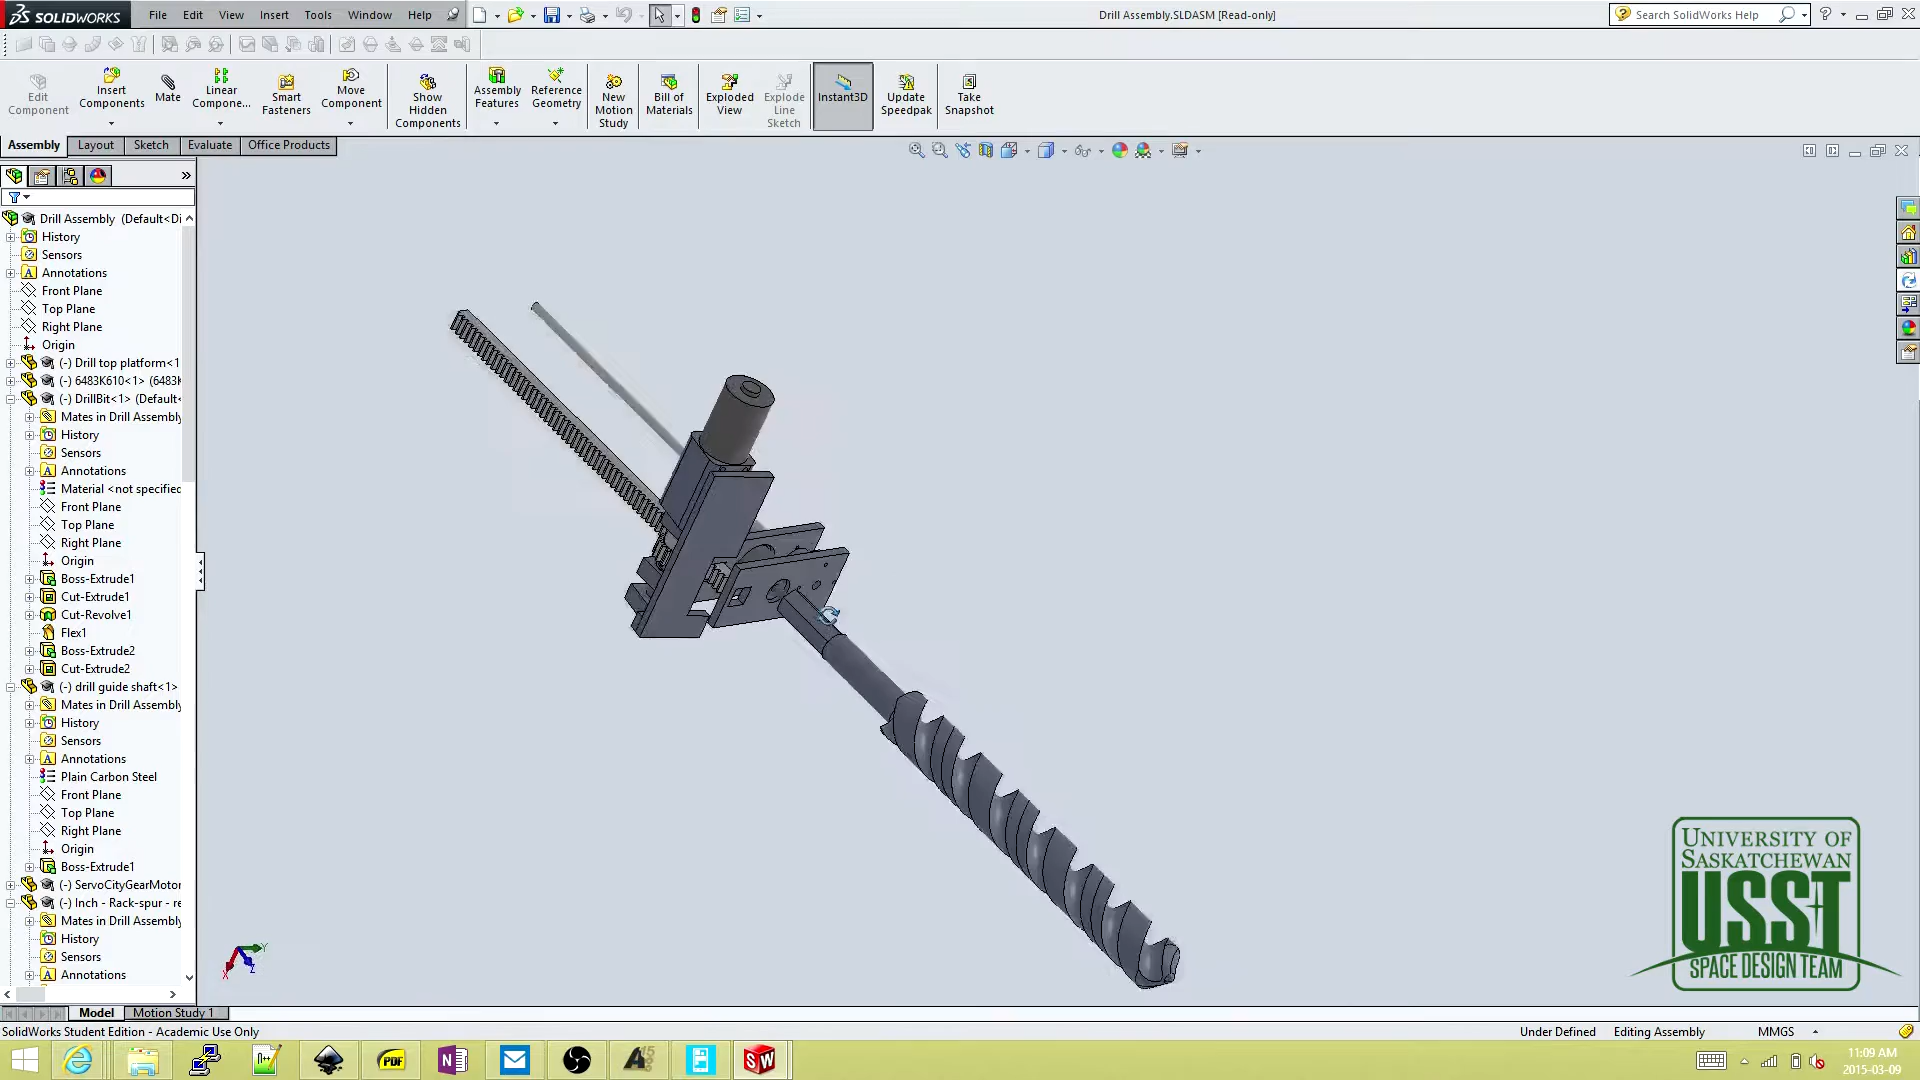 SOLIDWORKS
File Edit View Insert Tools Window Help
Drill Assembly.SLDASM [Read-only]
Search SolidWorks Help
Edit Component
Insert Components
Mate
Linear Compone...
Smart Fasteners
Move Component
Show Hidden Components
Assembly Features
Reference Geometry
New Motion Study
Bill of Materials
Exploded View
Explode Line Sketch
Instant3D
Update Speedpak
Take Snapshot
Assembly Layout Sketch Evaluate Office Products
Drill Assembly (Default<Di
History
Sensors
Annotations
Front Plane
Top Plane
Right Plane
Origin
(-) Drill top platform<1
(-) 6483K610<1> (6483K
(-) DrillBit<1> (Default<
Mates in Drill Assembly
History
Sensors
Annotations
Material <not specified
Front Plane
Top Plane
Right Plane
Origin
Boss-Extrude1
Cut-Extrude1
Cut-Revolve1
Flex1
Boss-Extrude2
Cut-Extrude2
(-) drill guide shaft<1>
Mates in Drill Assembly
History
Sensors
Annotations
Plain Carbon Steel
Front Plane
Top Plane
Right Plane
Origin
Boss-Extrude1
(-) ServoCityGearMotor
(-) Inch - Rack-spur - re
Mates in Drill Assembly
History
Sensors
Annotations
Y
X
Z
UNIVERSITY OF
SASKATCHEWAN
USST
SPACE DESIGN TEAM
Model Motion Study 1
SolidWorks Student Edition - Academic Use Only
Under Defined Editing Assembly MMGS
PDF
N
SW
11:09 AM
2015-03-09